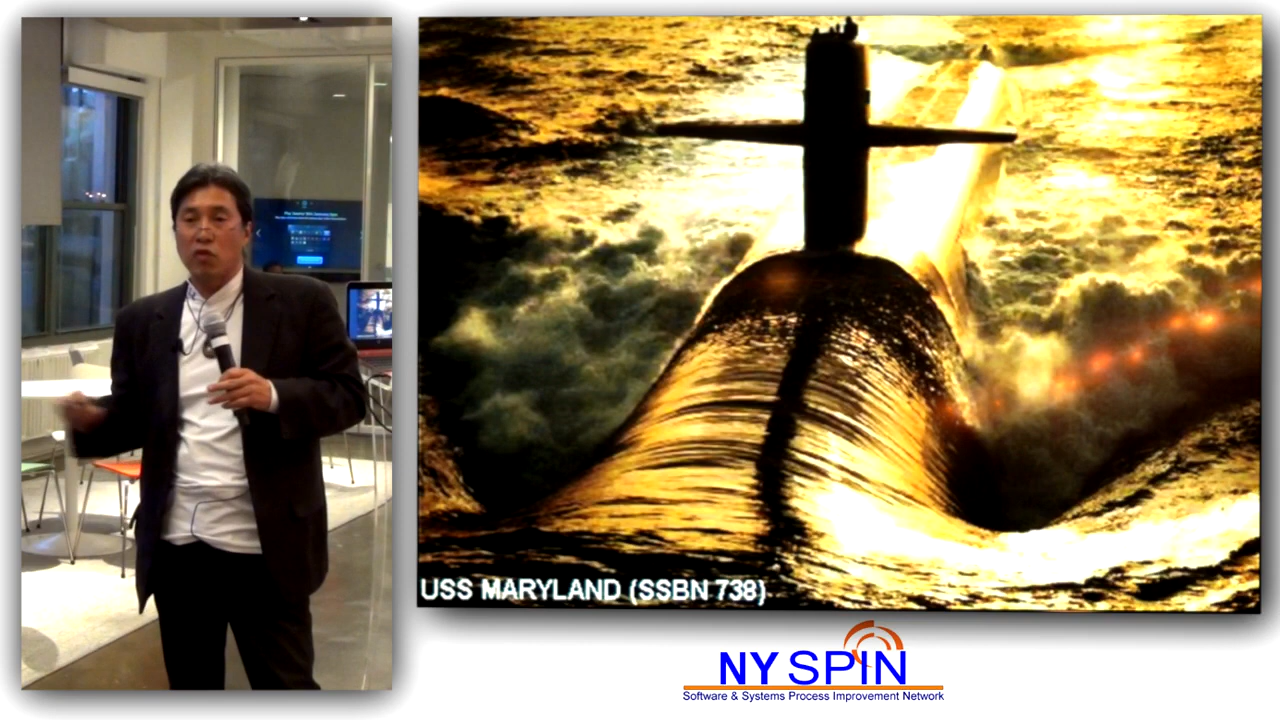 USS MARYLAND (SSBN 738)
NY SPIN
Software & Systems Process Improvement Network